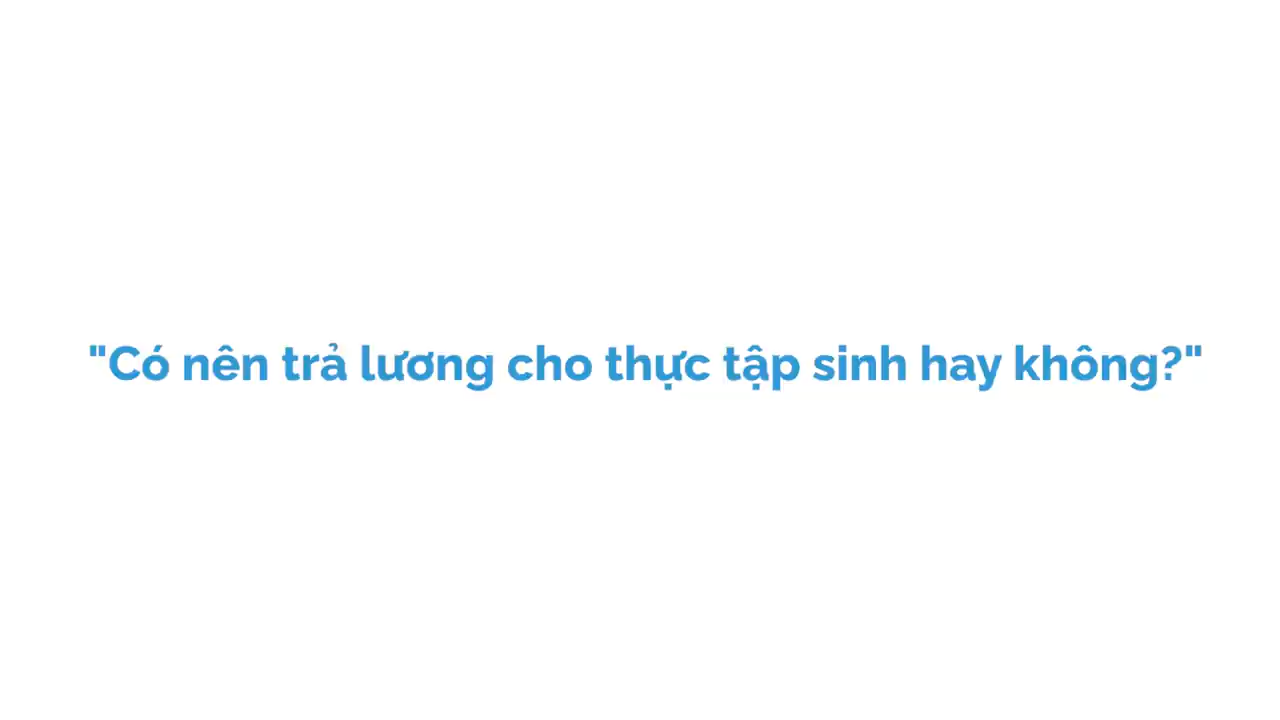 "Có nên trả lương cho thực tập sinh hay không?"